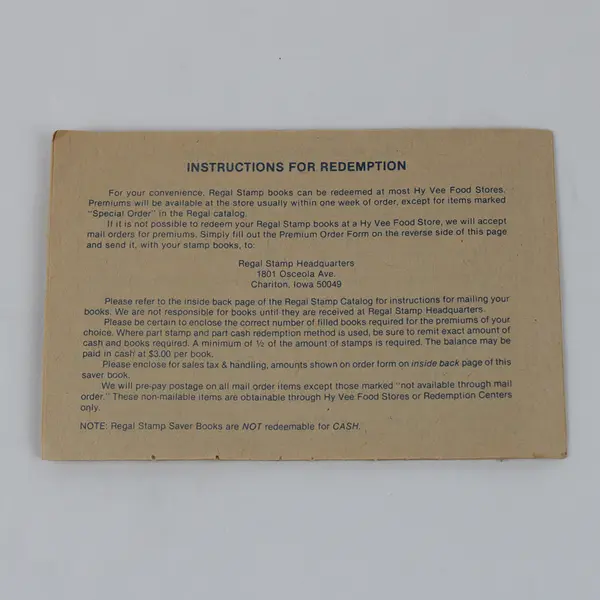 INSTRUCTIONS FOR REDEMPTION
For your convenience, Regal Stamp books can be redeemed at most Hy Vee Food Stores.
Premiums will be available at the store usually within one week of order, except for items marked
"Special Order" in the Regal catalog.
If it is not possible to redeem your Regal Stamp books at a Hy Vee Food Store, we will accept
mail orders for premiums. Simply fill out the Premium Order Form on the reverse side of this page
and send it, with your stamp books, to:
Regal Stamp Headquarters
1801 Osceola Ave.
Chariton, Iowa 50049
Please refer to the inside back page of the Regal Stamp Catalog for instructions for mailing your
books. We are not responsible for books until they are received at Regal Stamp Headquarters.
Please be certain to enclose the correct number of filled books required for the premiums of your
choice. Where part stamp and part cash redemption method is used, be sure to remit exact amount of
cash and books required. A minimum of ½ of the amount of stamps is required. The balance may be
paid in cash at $3.00 per book.
Please enclose for sales tax & handling, amounts shown on order form on inside back page of this
saver book.
We will pre-pay postage on all mail order items except those marked "not available through mail
order." These non-mailable items are obtainable through Hy Vee Food Stores or Redemption Centers
only.
NOTE: Regal Stamp Saver Books are NOT redeemable for CASH.